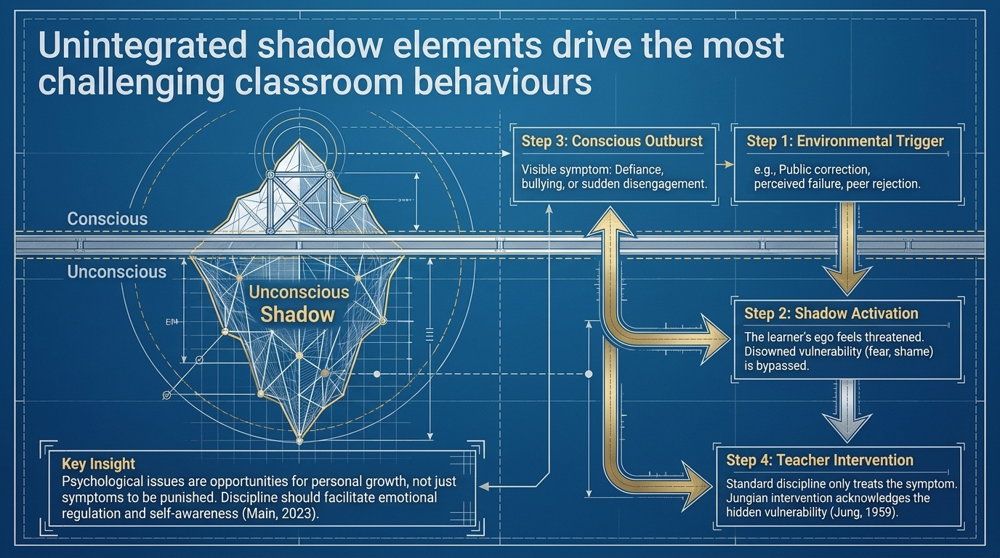 Unintegrated shadow elements drive the most
challenging classroom behaviours
Conscious
Unconscious
Unconscious
Shadow
Step 3: Conscious Outburst
Visible symptom: Defiance,
bullying, or sudden disengagement.
Step 1: Environmental Trigger
e.g., Public correction,
perceived failure, peer rejection.
Step 2: Shadow Activation
The learner's ego feels threatened.
Disowned vulnerability (fear, shame)
is bypassed.
Step 4: Teacher Intervention
Standard discipline only treats the symptom.
Jungian intervention acknowledges the
hidden vulnerability (Jung, 1959).
Key Insight
Psychological issues are opportunities for personal growth, not just
symptoms to be punished. Discipline should facilitate emotional
regulation and self-awareness (Main, 2023).